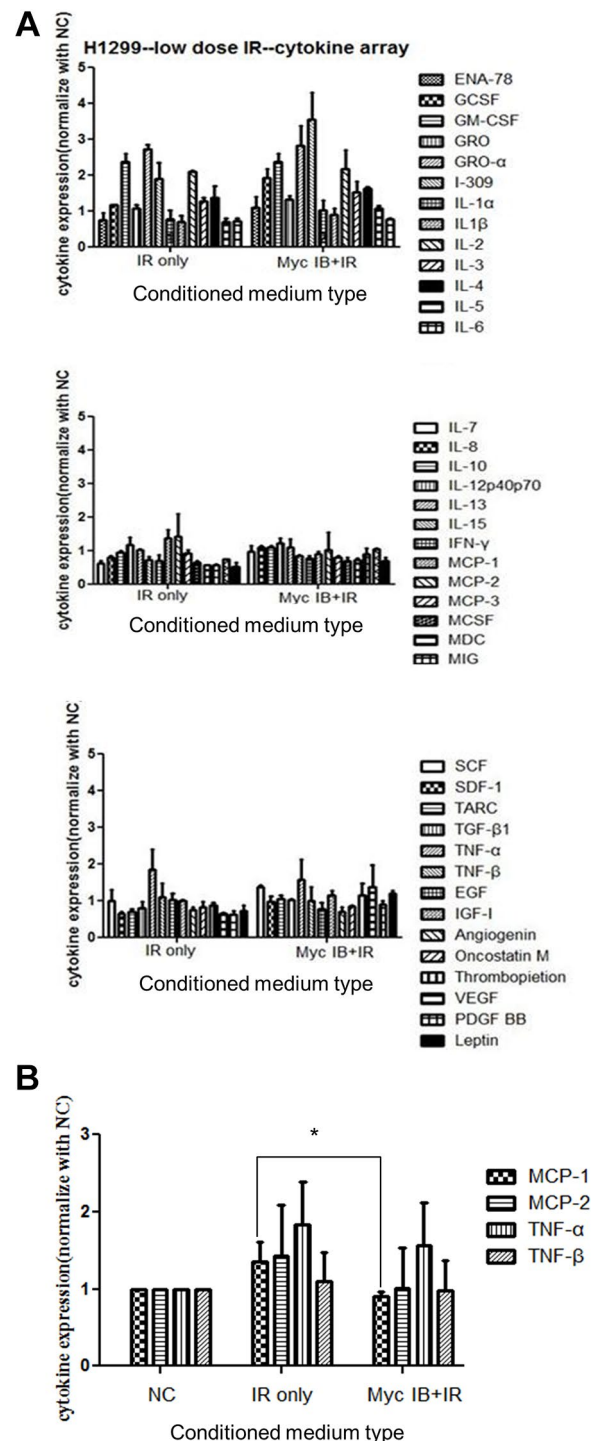 A
H1299--low dose IR--cytokine array
cytokine expression(normalize with NC)
5
4
3
2
1
0
IR only
Myc IB+IR
Conditioned medium type
ENA-78
GCSF
GM-CSF
GRO
GRO-α
I-309
IL-1α
IL1β
IL-2
IL-3
IL-4
IL-5
IL-6
cytokine expression(normalize with NC
5
4
3
2
1
0
IR only
Myc IB+IR
Conditioned medium type
IL-7
IL-8
IL-10
IL-12p40p70
IL-13
IL-15
IFN-γ
MCP-1
MCP-2
MCP-3
MCSF
MDC
MIG
cytokine expression(normalize with NC
5
4
3
2
1
0
IR only
Myc IB+IR
Conditioned medium type
SCF
SDF-1
TARC
TGF-β1
TNF-α
TNF-β
EGF
IGF-I
Angiogenin
Oncostatin M
Thrombopietion
VEGF
PDGF BB
Leptin
B
cytokine expression(normalize with NC)
3
2
1
0
*
NC
IR only
Myc IB+IR
Conditioned medium type
MCP-1
MCP-2
TNF-α
TNF-β